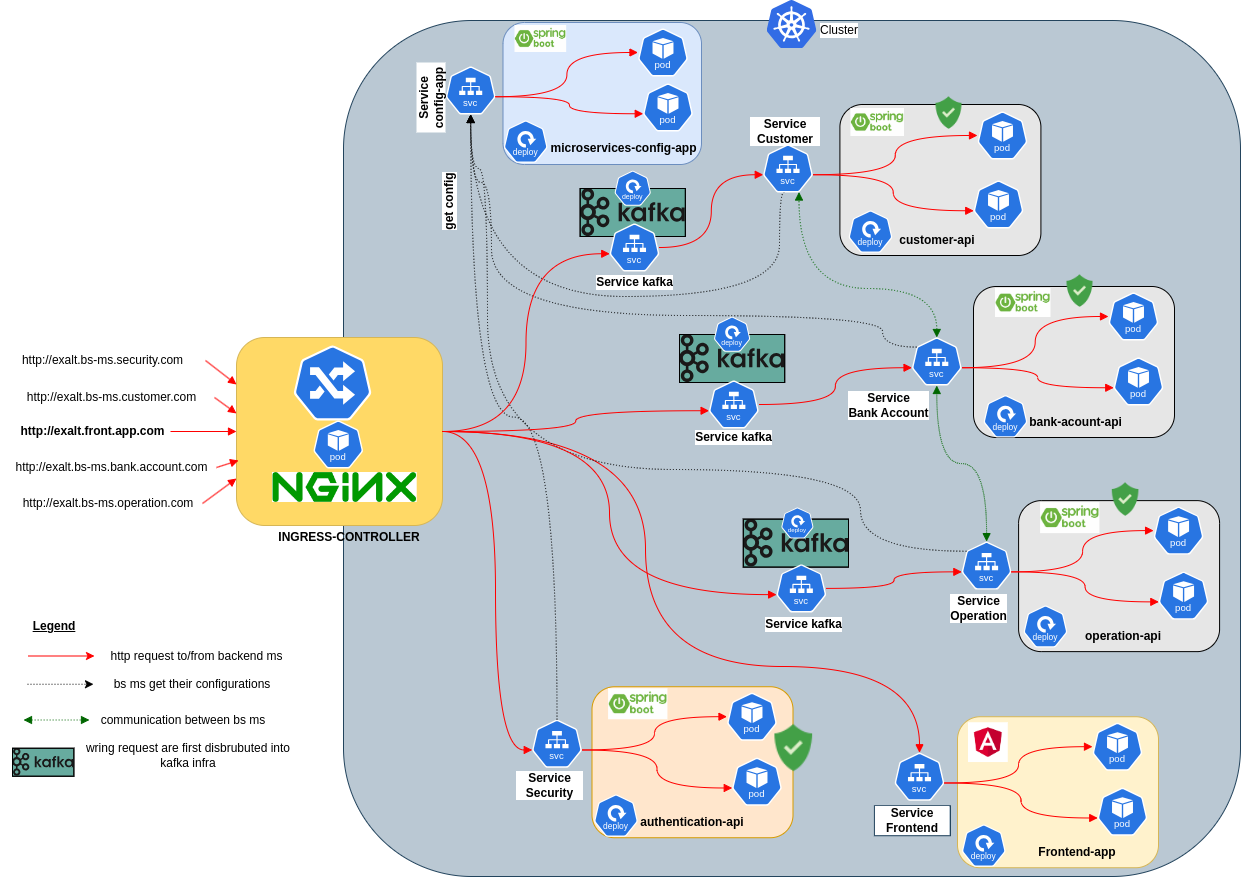 Cluster
spring
boot
pod
pod
svc
Service
config-app
deploy
microservices-config-app
get config
Service
Customer
svc
spring
boot
pod
pod
deploy
customer-api
deploy
kafka
svc
Service kafka
spring
boot
pod
pod
deploy
bank-acount-api
deploy
kafka
svc
Service kafka
svc
Service
Bank Account
http://exalt.bs-ms.security.com
http://exalt.bs-ms.customer.com
http://exalt.front.app.com
http://exalt.bs-ms.bank.account.com
http://exalt.bs-ms.operation.com
pod
NGiNX
INGRESS-CONTROLLER
deploy
kafka
svc
Service kafka
svc
Service
Operation
spring
boot
pod
pod
deploy
operation-api
Legend
http request to/from backend ms
bs ms get their configurations
communication between bs ms
kafka
wring request are first disbrubuted into
kafka infra
svc
Service
Security
spring
boot
pod
pod
deploy
authentication-api
svc
Service
Frontend
pod
pod
deploy
Frontend-app